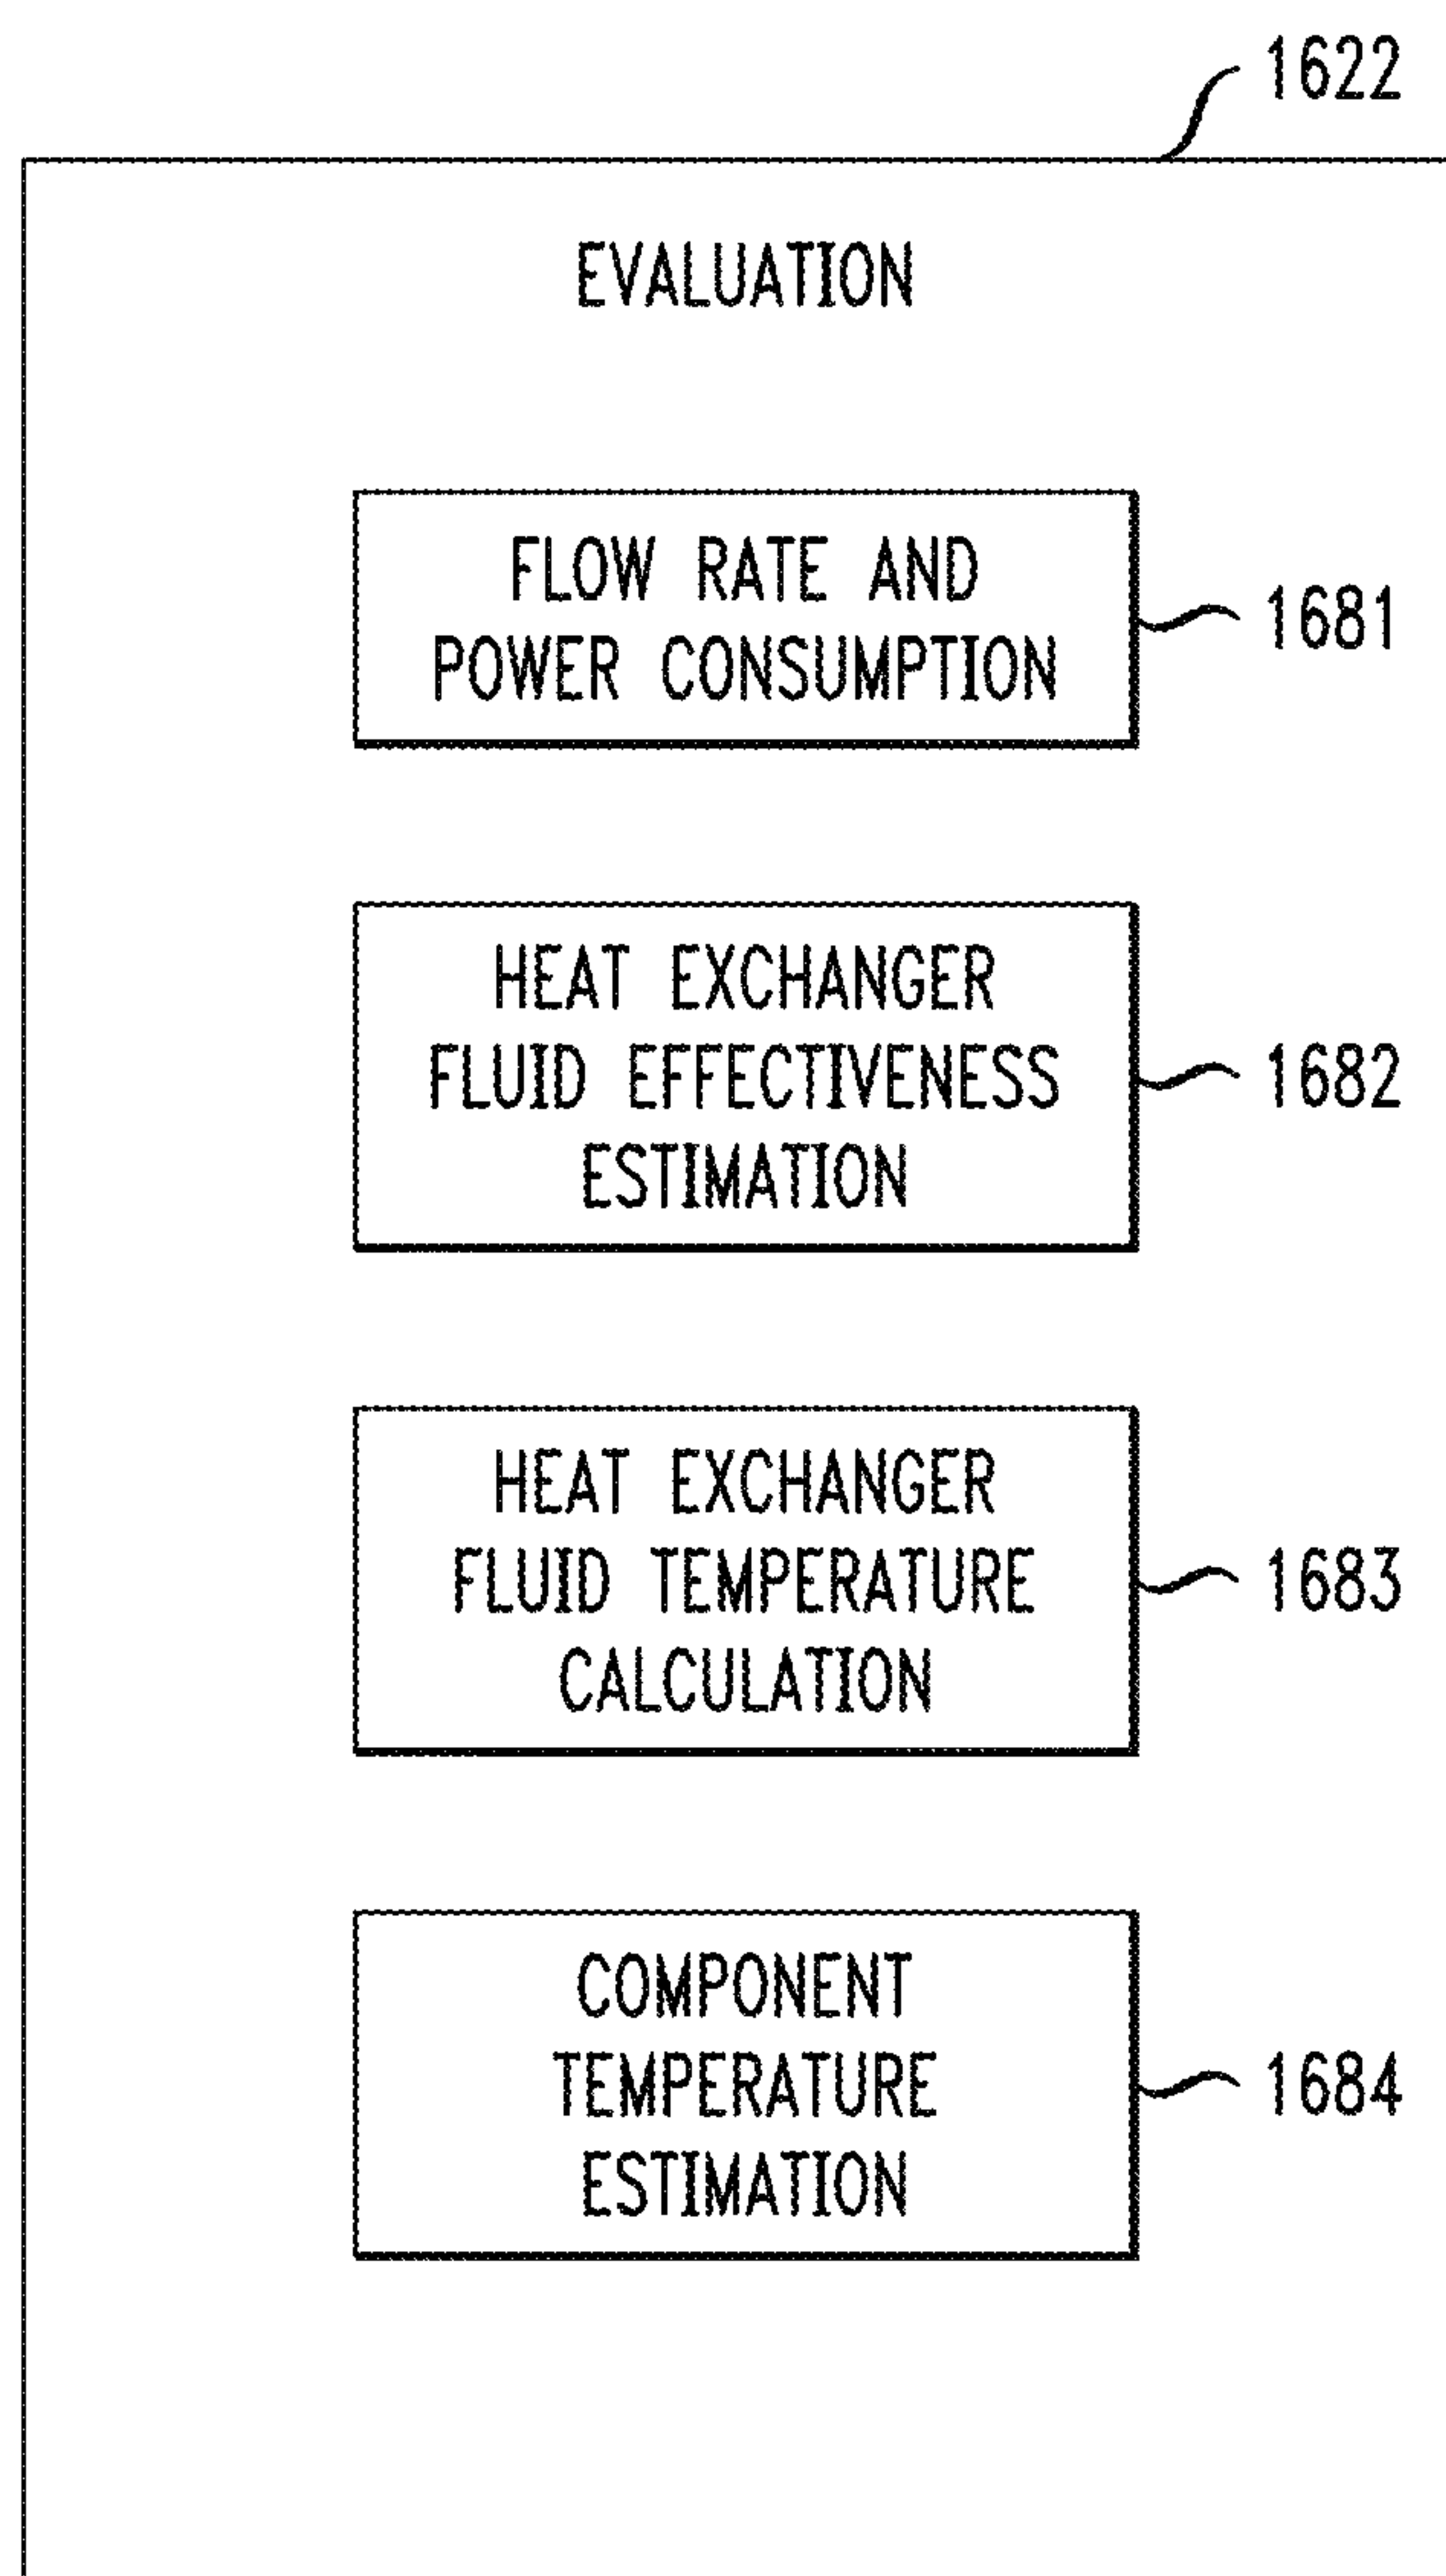 1622
EVALUATION
FLOW RATE AND
POWER CONSUMPTION
1681
HEAT EXCHANGER
FLUID EFFECTIVENESS
ESTIMATION
1682
HEAT EXCHANGER
FLUID TEMPERATURE
CALCULATION
1683
COMPONENT
TEMPERATURE
ESTIMATION
1684